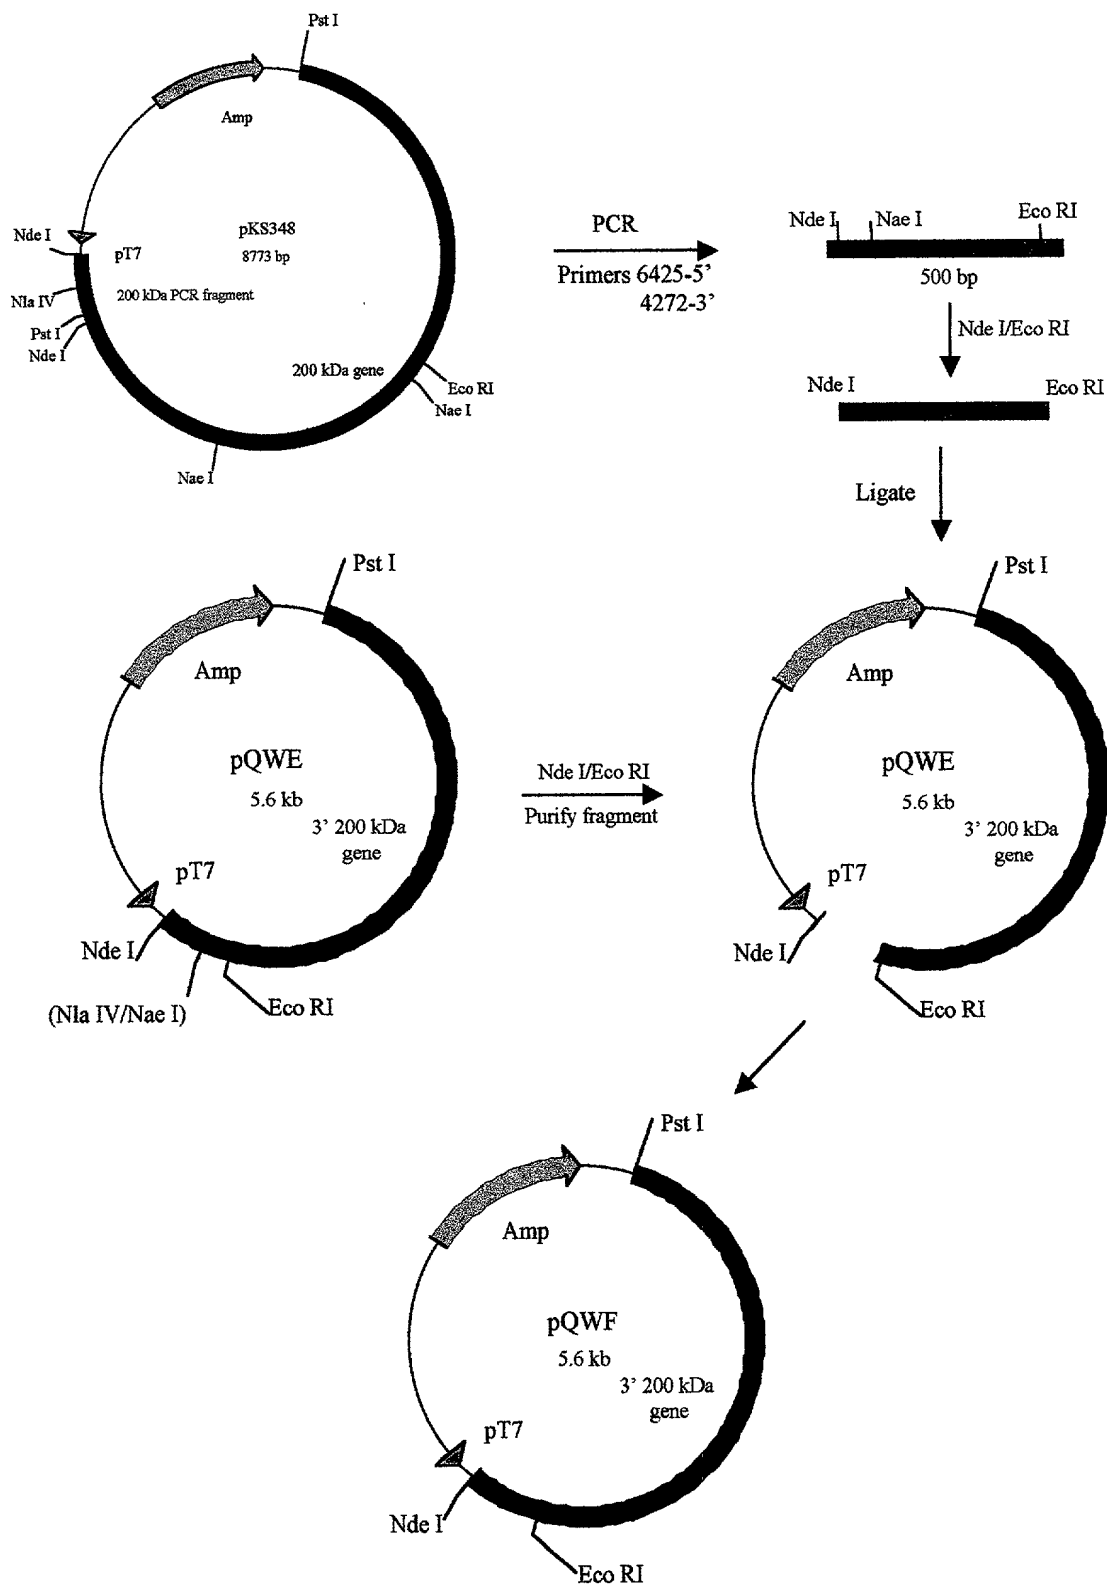 Pst I
Amp
pKS348
8773 bp
Nde I
pT7
200 kDa PCR fragment
Nla IV
Pst I
Nde I
200 kDa gene
Eco RI
Nae I
Nae I
PCR
Primers 6425-5’
4272-3’
Nde I
Nae I
Eco RI
500 bp
Nde I/Eco RI
Nde I
Eco RI
Ligate
Pst I
Amp
pQWE
5.6 kb
3’ 200 kDa
gene
pT7
Nde I
(Nla IV/Nae I)
Eco RI
Nde I/Eco RI
Purify fragment
Pst I
Amp
pQWE
5.6 kb
3’ 200 kDa
gene
pT7
Nde I
Eco RI
Pst I
Amp
pQWF
5.6 kb
3’ 200 kDa
gene
pT7
Nde I
Eco RI